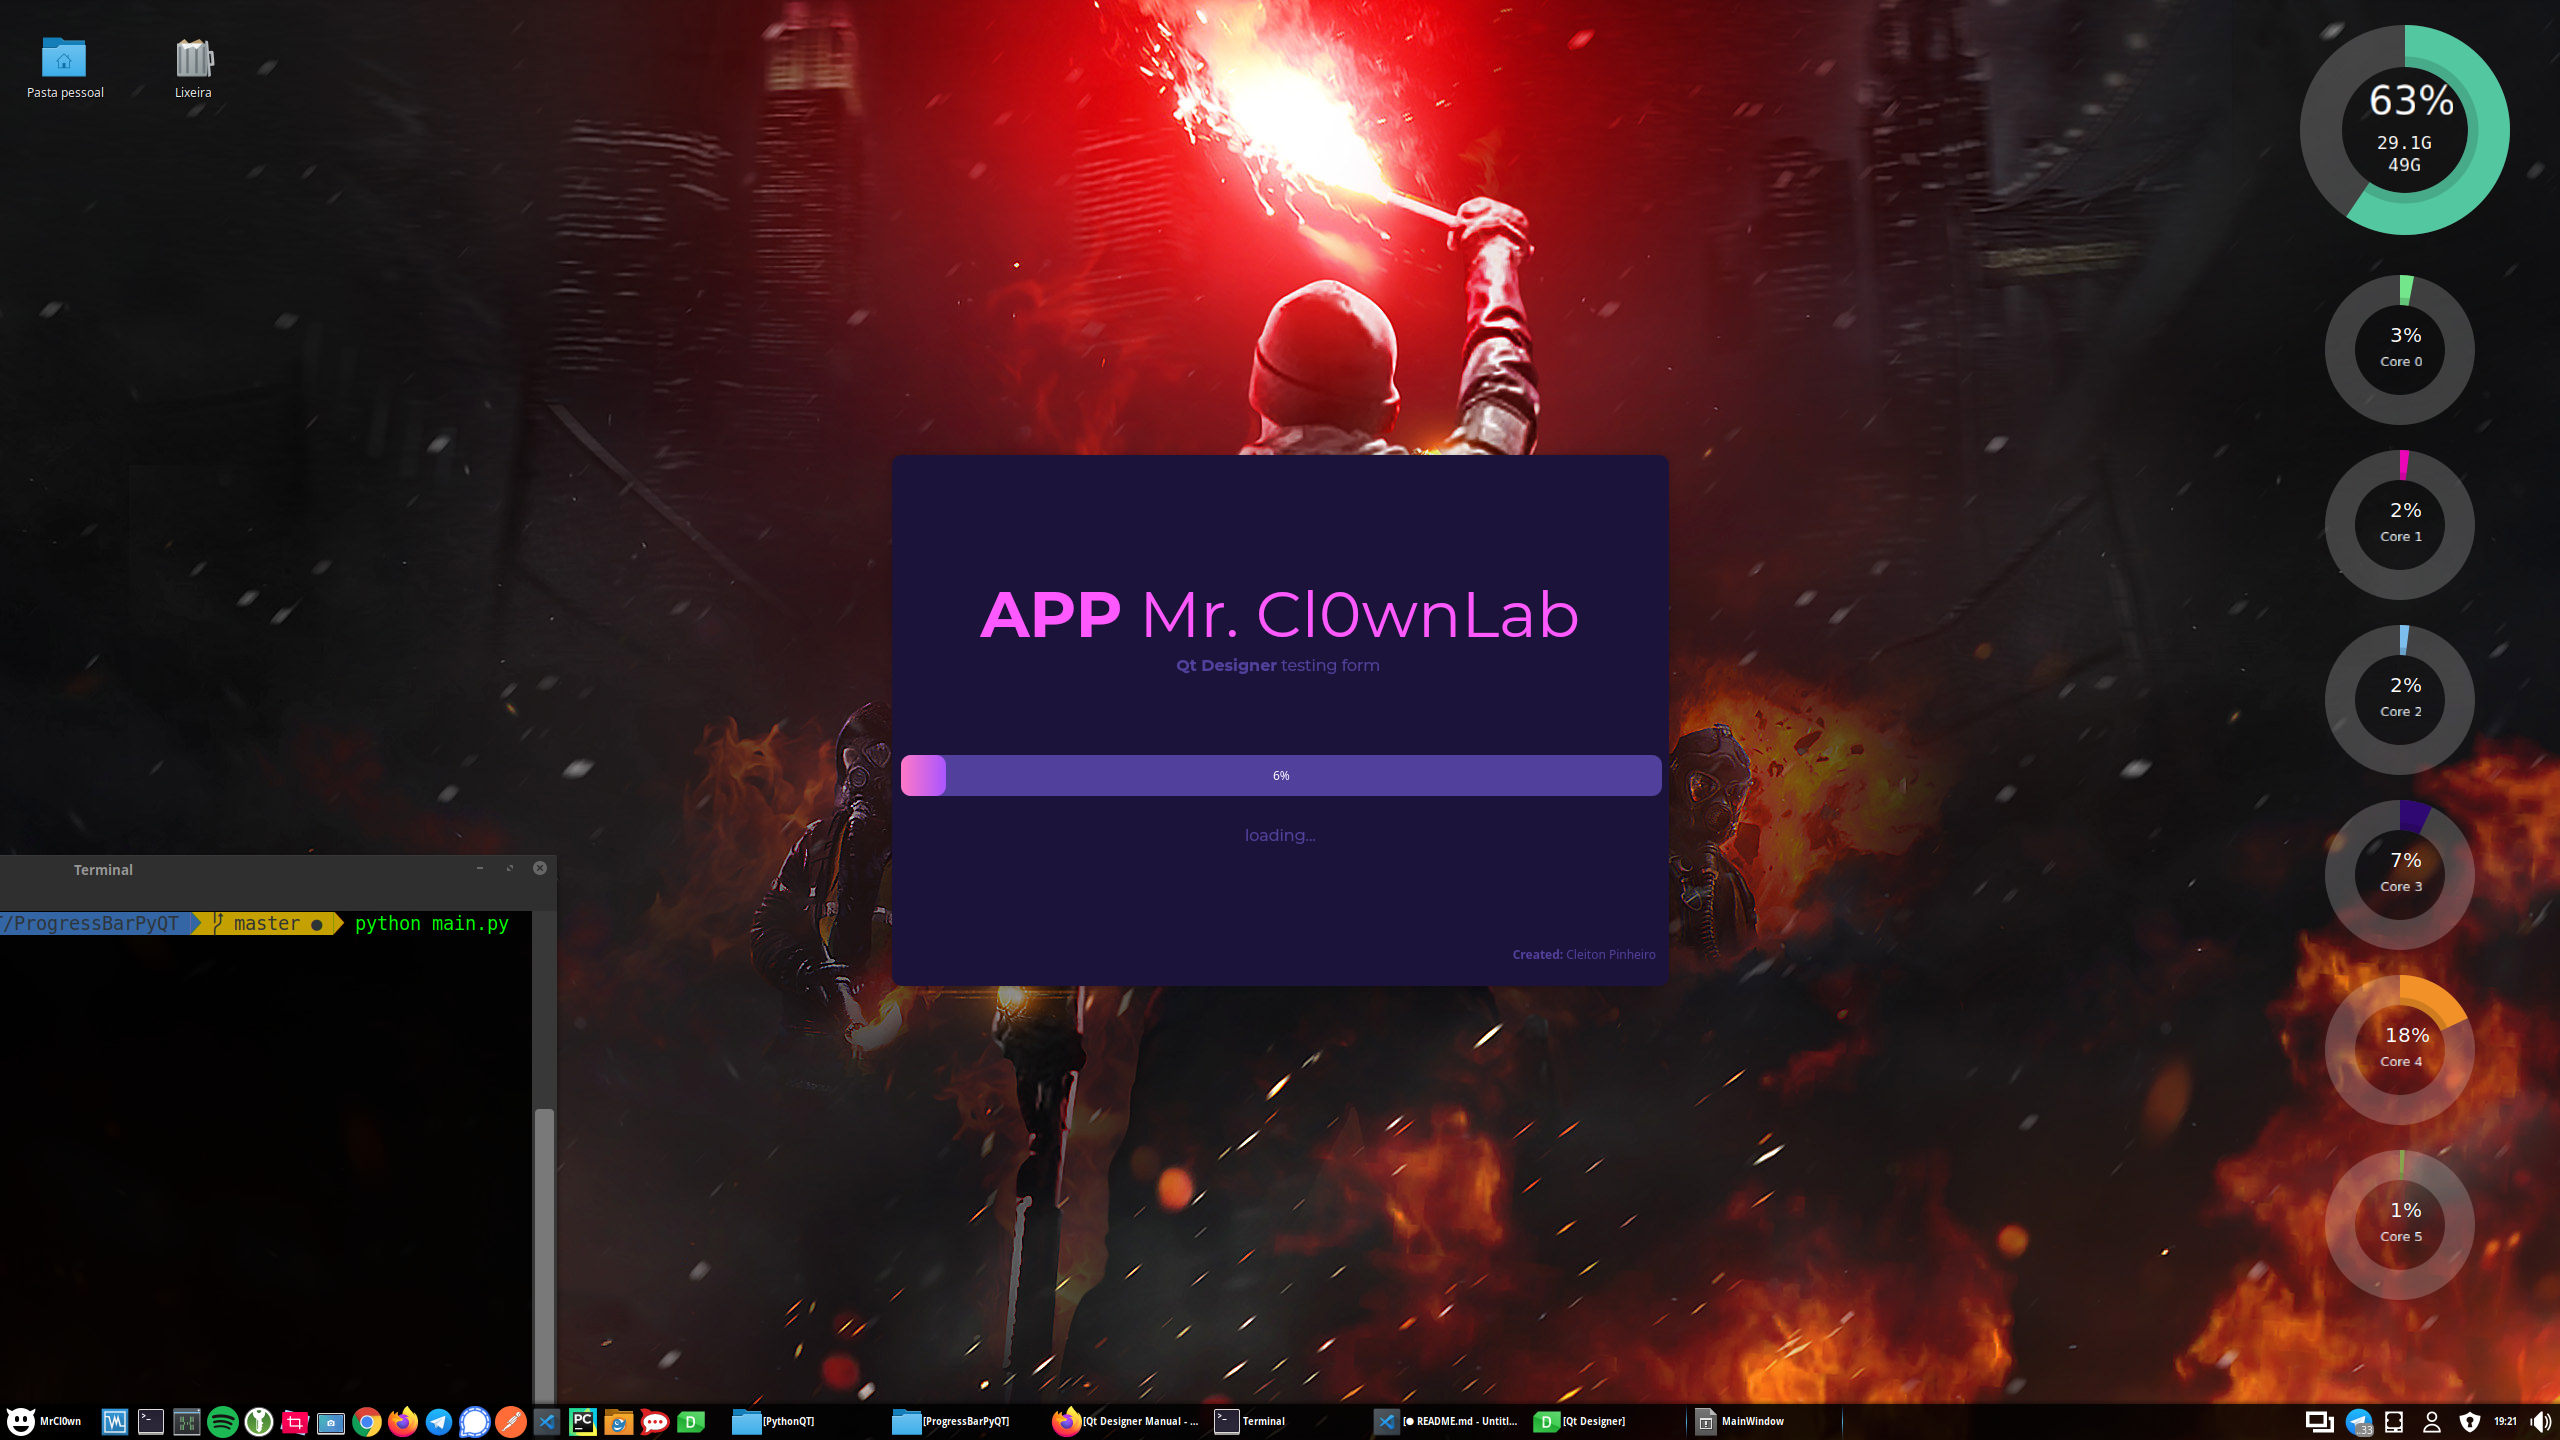 Pasta pessoal
Lixeira
63%
29.1G
49G
3%
Core 0
2%
Core 1
2%
Core 2
7%
Core 3
18%
Core 4
1%
Core 5
APP Mr. Cl0wnLab
Qt Designer testing form
6%
loading...
Created: Cleiton Pinheiro
Terminal
/ProgressBarPyQT master ● python main.py
MrCl0wn
[PythonQT]
[ProgressBarPyQT]
[Qt Designer Manual - ...
Terminal
[● README.md - Untitl...
[Qt Designer]
MainWindow
33
19:21